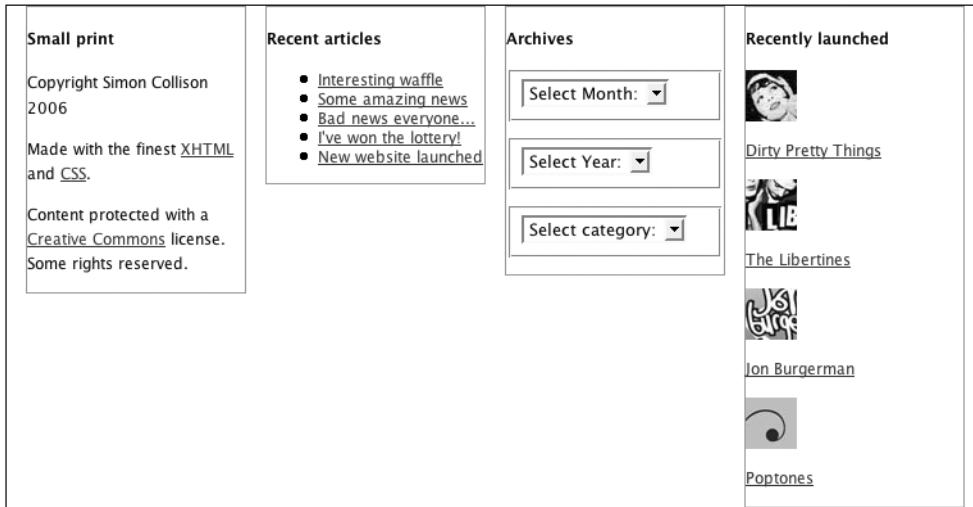 Small print
Copyright Simon Collison
2006
Made with the finest XHTML
and CSS.
Content protected with a
Creative Commons license.
Some rights reserved.
Recent articles
Interesting waffle
Some amazing news
Bad news everyone...
I've won the lottery!
New website launched
Archives
Select Month:
Select Year:
Select category:
Recently launched
Dirty Pretty Things
LIB
The Libertines
Jon Burgerman
Poptones